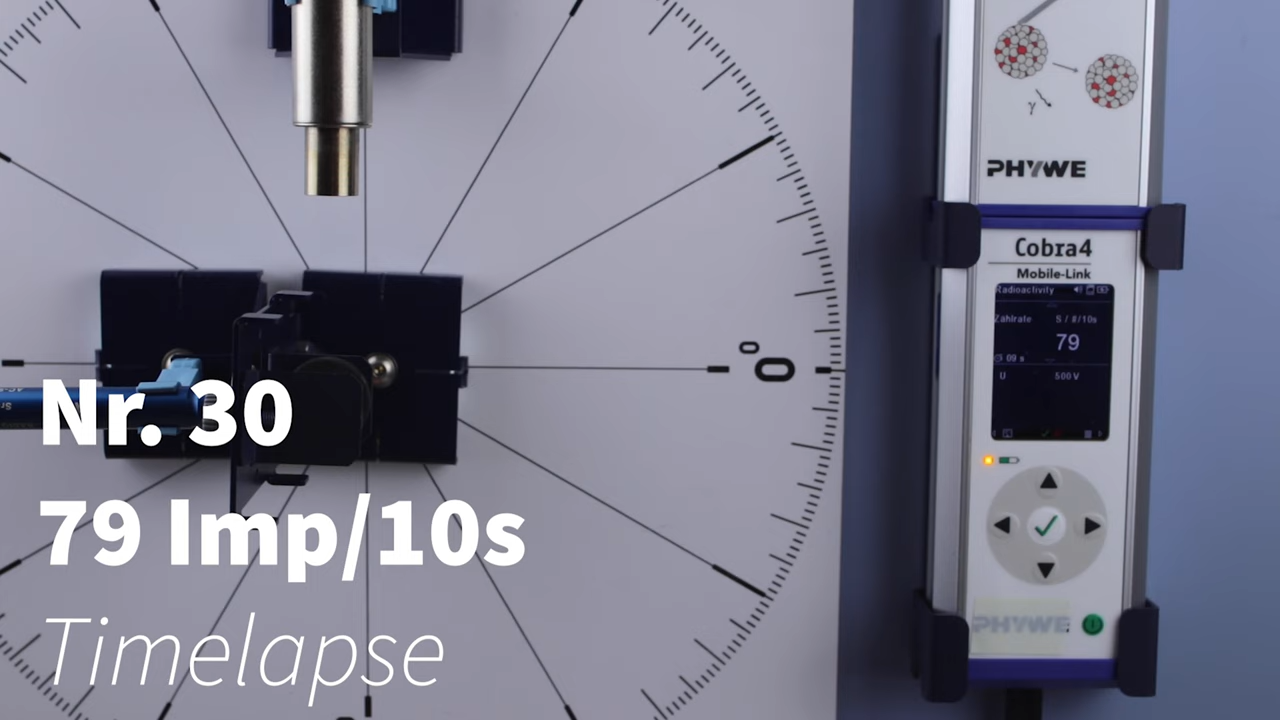 γ
PHYWE
Cobra4
Mobile-Link
Radioactivity
Zählrate S / #/10s
79
09 s
U 500 V
PHYWE
0°
Nr. 30
79 Imp/10s
Timelapse